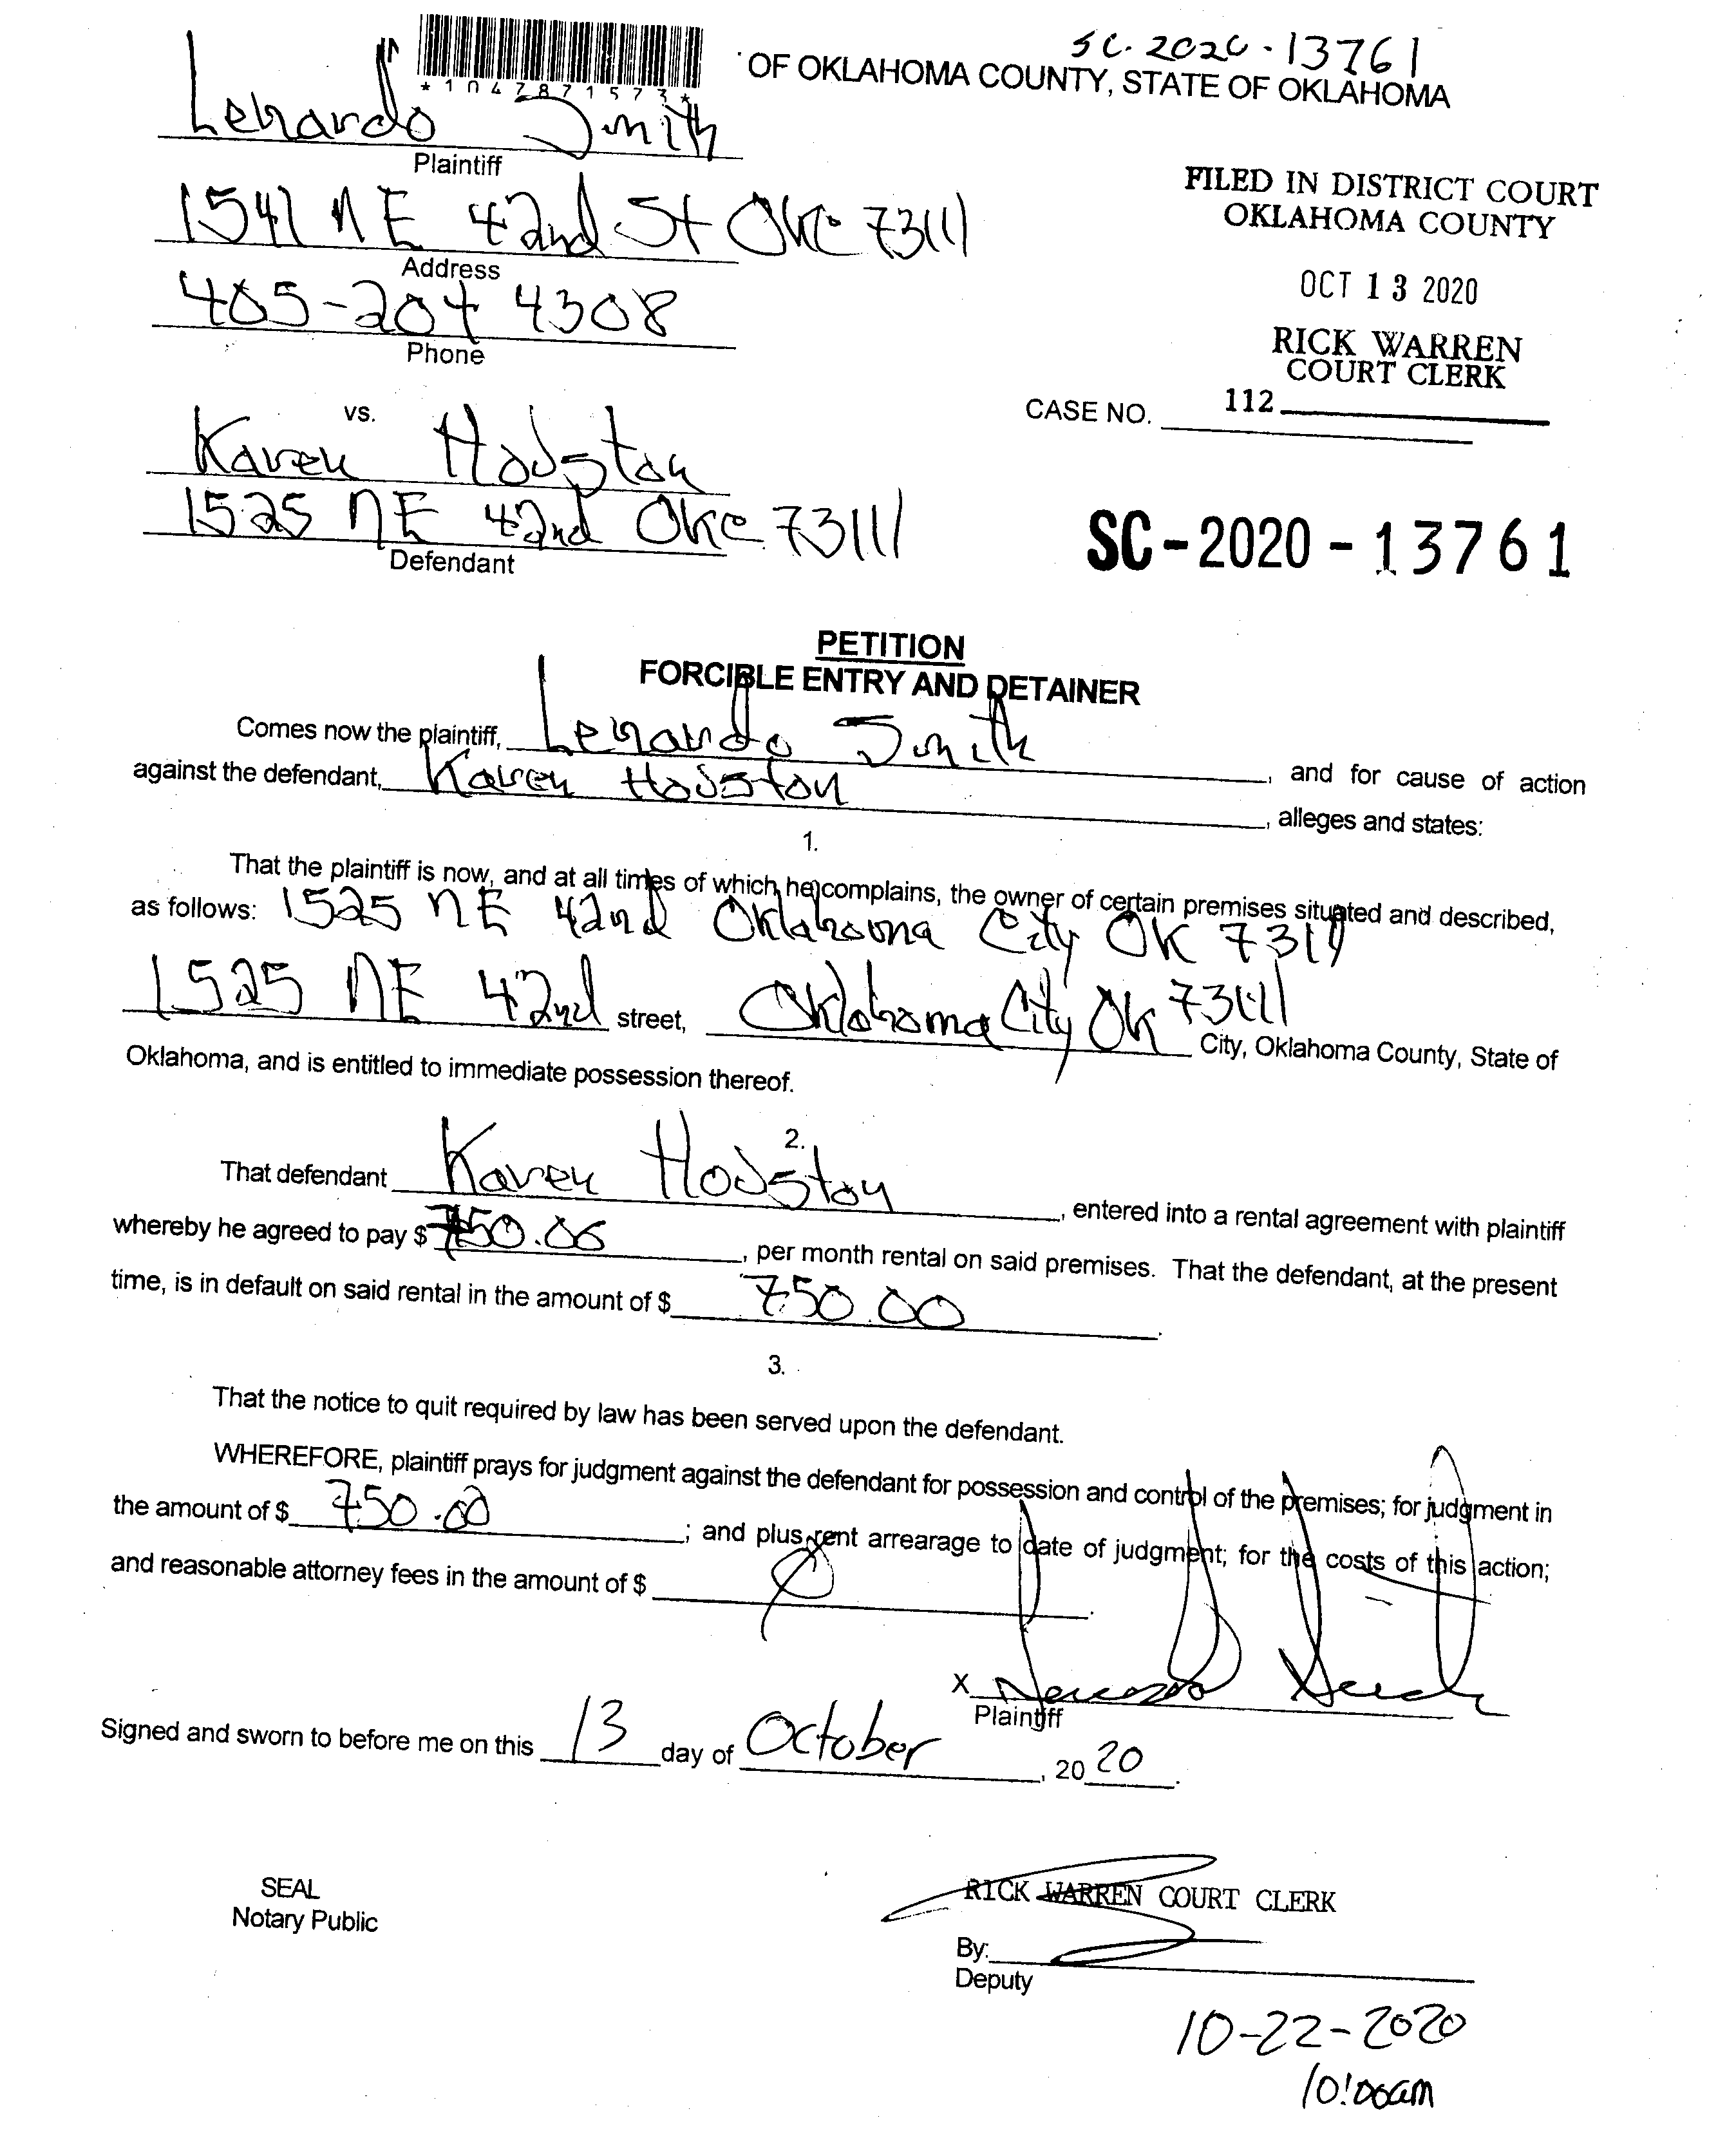 SC-2020-13761
*1047871573*
OF OKLAHOMA COUNTY, STATE OF OKLAHOMA
Lenardo Smith
Plaintiff
1541 NE 42nd St OKC 73111
Address
405-204 4308
Phone
FILED IN DISTRICT COURT
OKLAHOMA COUNTY
OCT 13 2020
RICK WARREN
COURT CLERK
112
CASE NO.
vs.
Karen Houston
1525 NE 42nd OKC 73111
Defendant
SC-2020-13761
PETITION
FORCIBLE ENTRY AND DETAINER
Comes now the plaintiff, Lenardo Smith, and for cause of action
against the defendant, Karen Houston, alleges and states:
1.
That the plaintiff is now, and at all times of which he complains, the owner of certain premises situated and described,
as follows: 1525 NE 42nd Oklahoma City OK 73111
1525 NE 42nd street, Oklahoma City OK 73111 City, Oklahoma County, State of
Oklahoma, and is entitled to immediate possession thereof.
2.
That defendant Karen Houston, entered into a rental agreement with plaintiff
whereby he agreed to pay $ 750.00, per month rental on said premises. That the defendant, at the present
time, is in default on said rental in the amount of $ 750.00.
3.
That the notice to quit required by law has been served upon the defendant.
WHEREFORE, plaintiff prays for judgment against the defendant for possession and control of the premises; for judgment in
the amount of $ 750.00; and plus rent arrearage to date of judgment; for the costs of this action;
and reasonable attorney fees in the amount of $ Ø.
X Lenardo Smith
Plaintiff
Signed and sworn to before me on this 13 day of October, 2020.
SEAL
Notary Public
RICK WARREN COURT CLERK
By:
Deputy
10-22-2020
10:00am